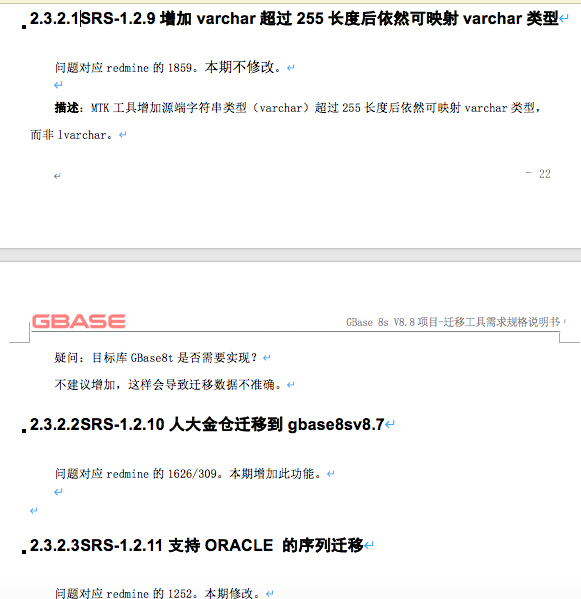 2.3.2.1SRS-1.2.9 增加 varchar 超过 255 长度后依然可映射 varchar 类型
问题对应 redmine 的 1859。本期不修改。
描述：MTK 工具增加源端字符串类型（varchar）超过 255 长度后依然可映射 varchar 类型，
而非 lvarchar。
- 22
GBASE
GBase 8s V8.8 项目-迁移工具需求规格说明书
疑问：目标库 GBase8t 是否需要实现？
不建议增加，这样会导致迁移数据不准确。
2.3.2.2SRS-1.2.10 人大金仓迁移到 gbase8sv8.7
问题对应 redmine 的 1626/309。本期增加此功能。
2.3.2.3SRS-1.2.11 支持 ORACLE 的序列迁移
问题对应 redmine 的 1252。本期修改。